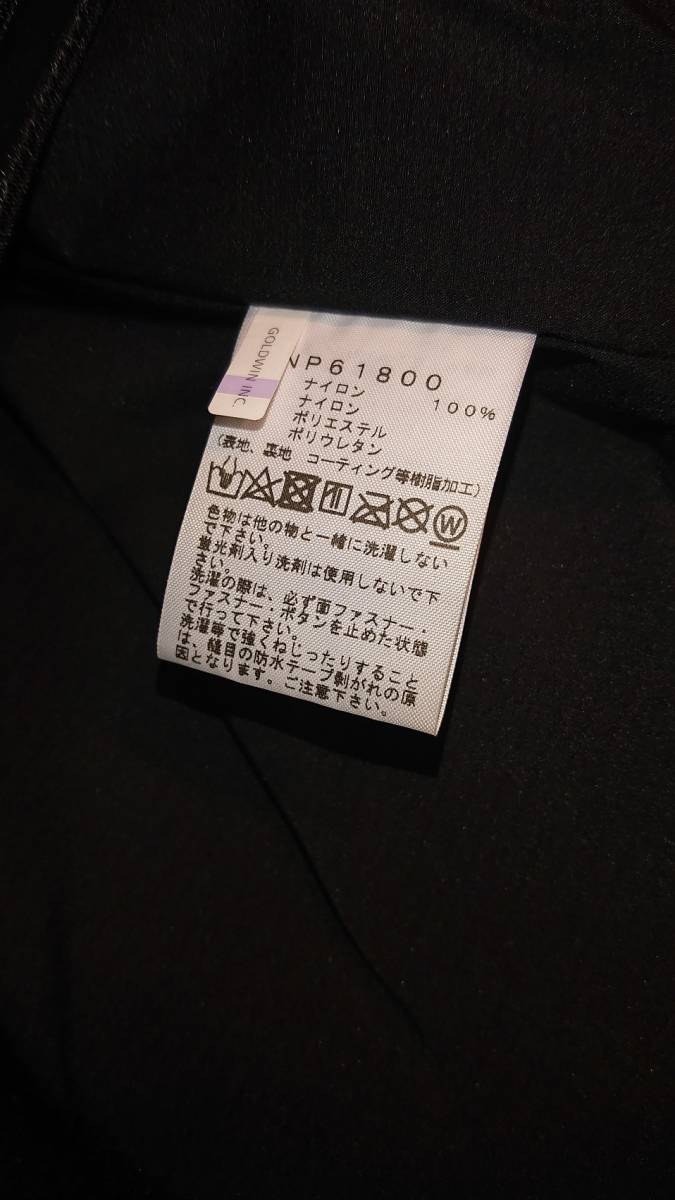 GOLDWIN INC.
NP61800
ナイロン 100%
ナイロン
ポリエステル
ポリウレタン
(表地、裏地 コーティング等樹脂加工)
W
色物は他の物と一緒に洗濯しない
で下さい。
蛍光剤入り洗剤は使用しないで下
さい。
洗濯の際は、必ず面ファスナー・
ファスナー・ボタンを止めた状態
で行って下さい。
洗濯等で強くねじったりすること
は、縫目の防水テープ剥がれの原
因となります。ご注意下さい。